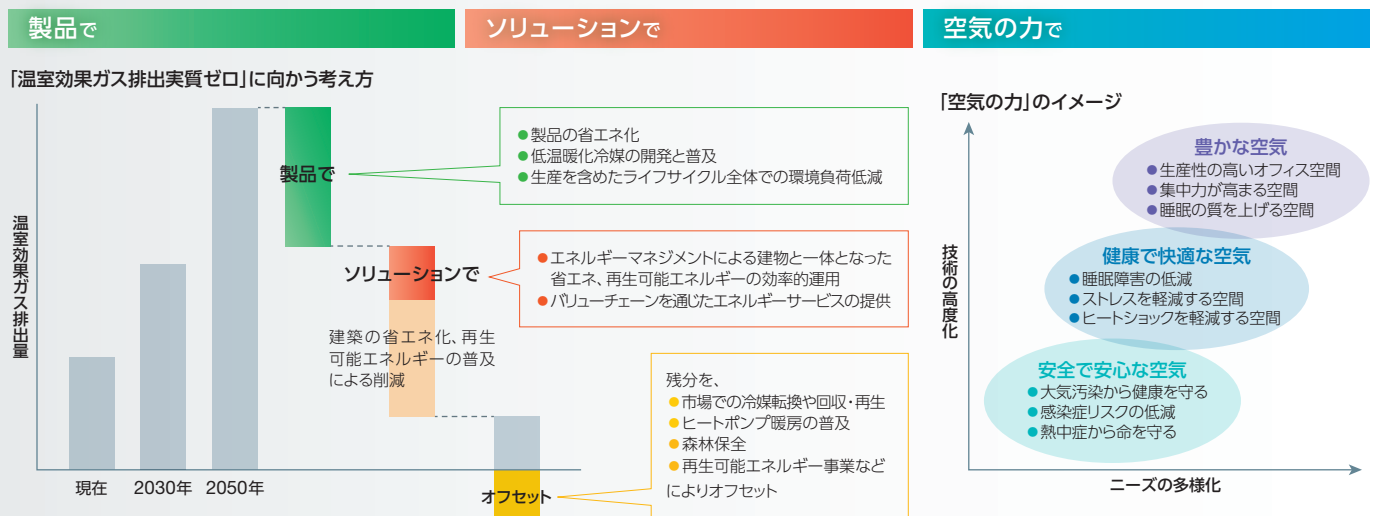 製品で
ソリューションで
空気の力で
「温室効果ガス排出実質ゼロ」に向かう考え方
温室効果ガス排出量
現在
2030年
2050年
製品で
●製品の省エネ化
●低温暖化冷媒の開発と普及
●生産を含めたライフサイクル全体での環境負荷低減
ソリューションで
●エネルギーマネジメントによる建物と一体となった
省エネ、再生可能エネルギーの効率的運用
●バリューチェーンを通じたエネルギーサービスの提供
建築の省エネ化、再生
可能エネルギーの普及
による削減
オフセット
残分を、
●市場での冷媒転換や回収・再生
●ヒートポンプ暖房の普及
●森林保全
●再生可能エネルギー事業など
によりオフセット
「空気の力」のイメージ
技術の高度化
豊かな空気
●生産性の高いオフィス空間
●集中力が高まる空間
●睡眠の質を上げる空間
健康で快適な空気
●睡眠障害の低減
●ストレスを軽減する空間
●ヒートショックを軽減する空間
安全で安心な空気
●大気汚染から健康を守る
●感染症リスクの低減
●熱中症から命を守る
ニーズの多様化